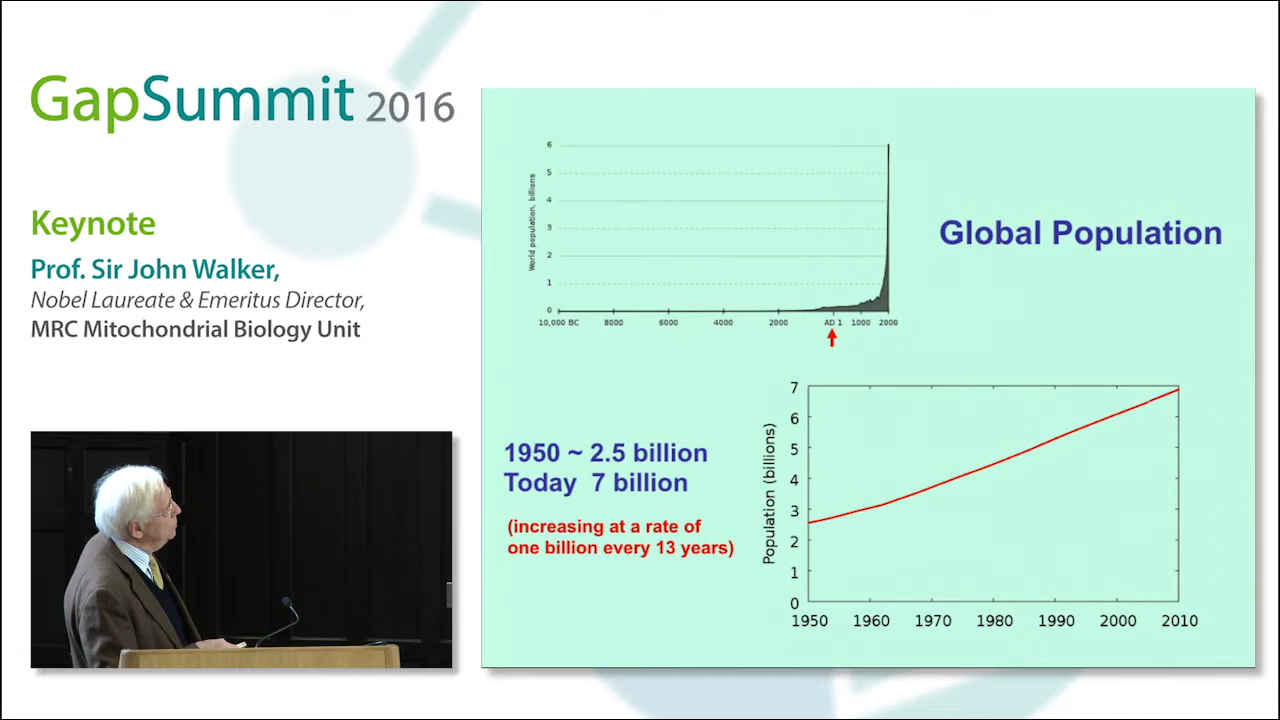 GapSummit 2016
Keynote
Prof. Sir John Walker,
Nobel Laureate & Emeritus Director,
MRC Mitochondrial Biology Unit
Global Population
World population, billions
6
5
4
3
2
1
0
10,000 BC 8000 6000 4000 2000 AD 1 1000 2000
1950 ~ 2.5 billion
Today 7 billion
(increasing at a rate of
one billion every 13 years)
Population (billions)
7
6
5
4
3
2
1
0
1950 1960 1970 1980 1990 2000 2010